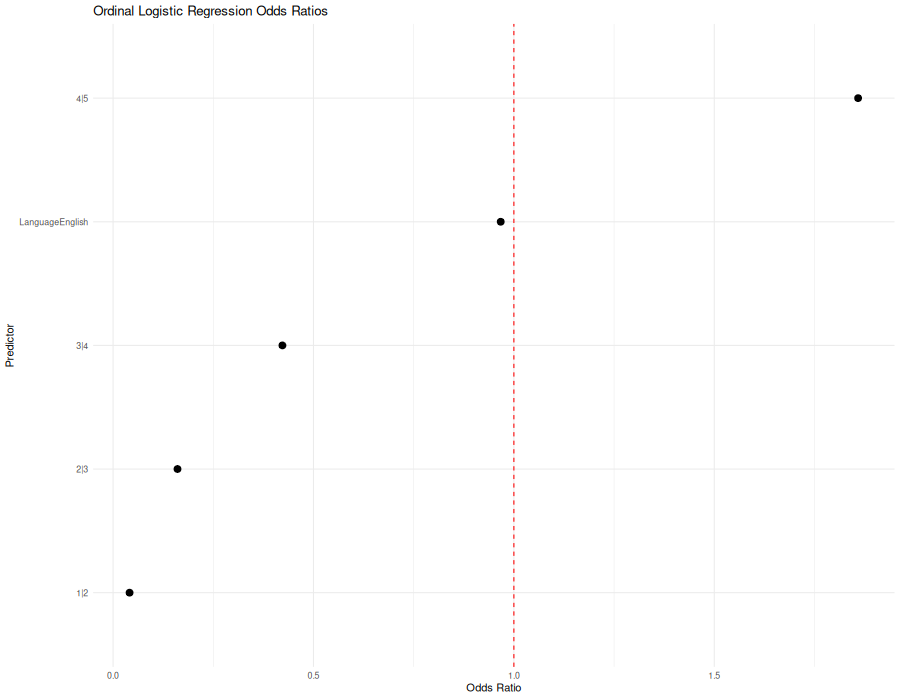 Ordinal Logistic Regression Odds Ratios
4|5
LanguageEnglish
3|4
2|3
1|2
Predictor
0.0 0.5 1.0 1.5
Odds Ratio